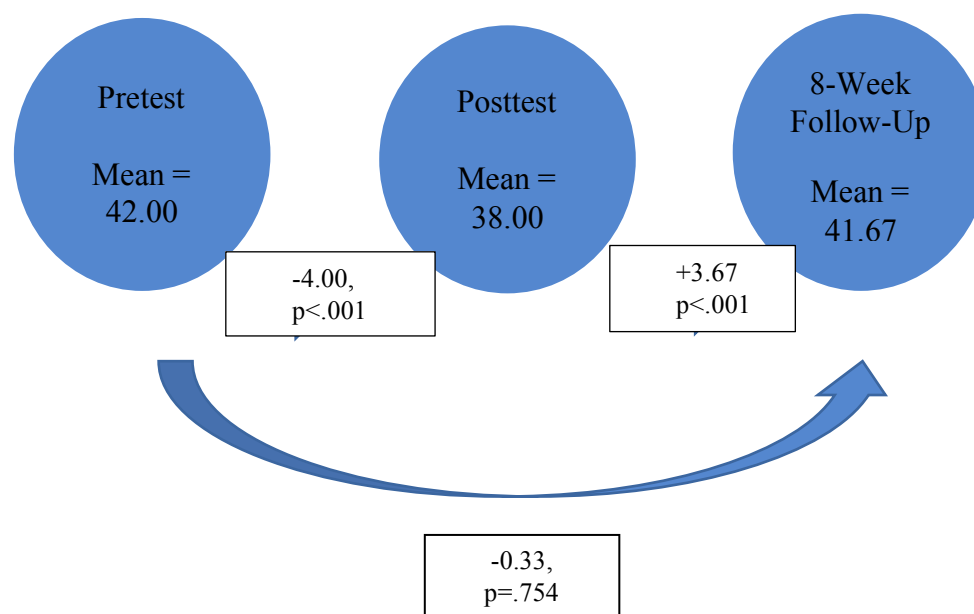 Pretest
Mean =
42.00
Posttest
Mean =
38.00
8-Week
Follow-Up
Mean =
41.67
-4.00,
p<.001
+3.67
p<.001
-0.33,
p=.754